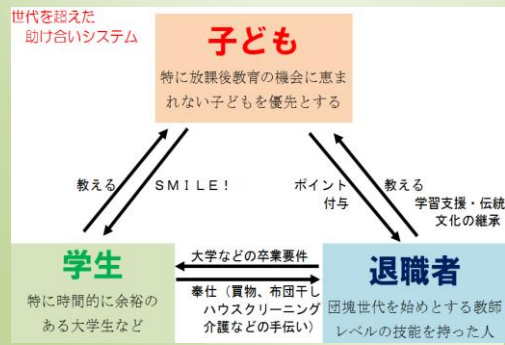 世代を超えた
助け合いシステム
子ども
特に放課後教育の機会に恵ま
れない子どもを優先とする
教える
SMILE!
ポイント
付与
教える
学習支援・伝統
文化の継承
学生
特に時間的に余裕の
ある大学生など
大学などの卒業要件
奉仕（買物、布団干し
ハウスクリーニング
介護などの手伝い）
退職者
団塊世代を始めとする教師
レベルの技能を持った人